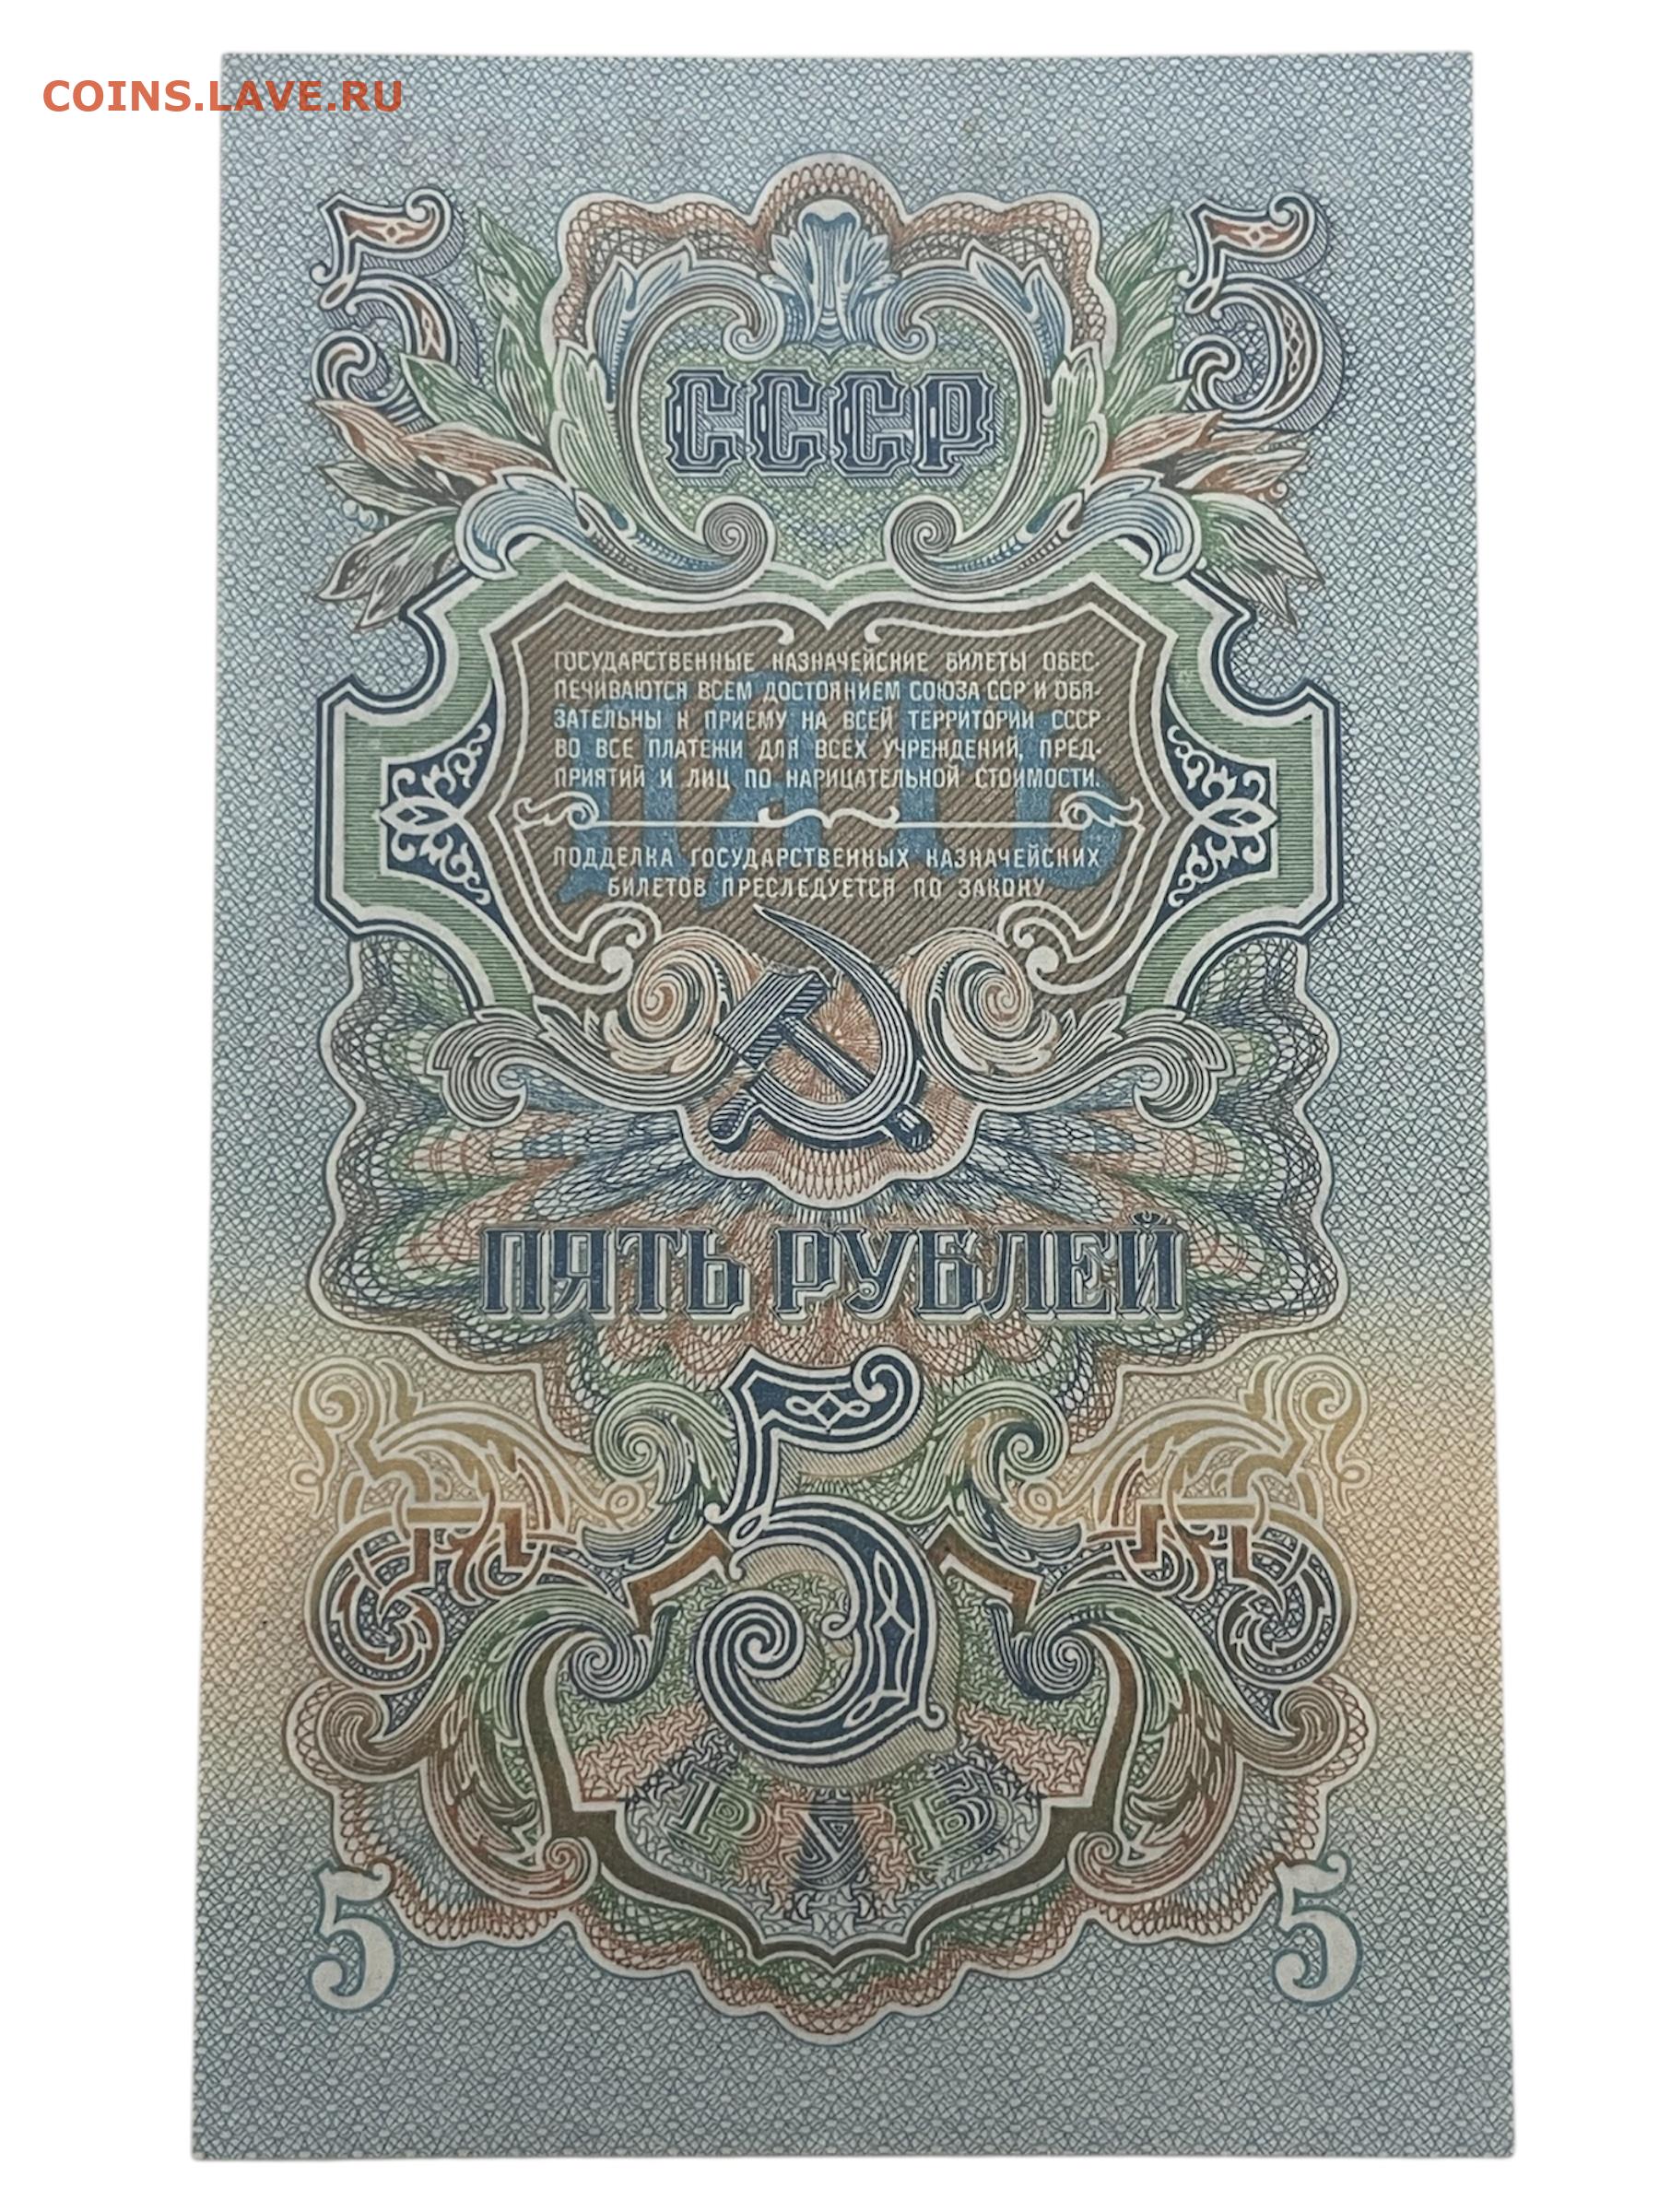 COINS.LAVE.RU
5 5
СССР
ПЯТЬ
ГОСУДАРСТВЕННЫЕ КАЗНАЧЕЙСКИЕ БИЛЕТЫ ОБЕС-
ПЕЧИВАЮТСЯ ВСЕМ ДОСТОЯНИЕМ СОЮЗА ССР И ОБЯ-
ЗАТЕЛЬНЫ К ПРИЕМУ НА ВСЕЙ ТЕРРИТОРИИ СССР
ВО ВСЕ ПЛАТЕЖИ ДЛЯ ВСЕХ УЧРЕЖДЕНИЙ, ПРЕД-
ПРИЯТИЙ И ЛИЦ ПО НАРИЦАТЕЛЬНОЙ СТОИМОСТИ.
ПОДДЕЛКА ГОСУДАРСТВЕННЫХ КАЗНАЧЕЙСКИХ
БИЛЕТОВ ПРЕСЛЕДУЕТСЯ ПО ЗАКОНУ
ПЯТЬ РУБЛЕЙ
5
РУБ
5 5